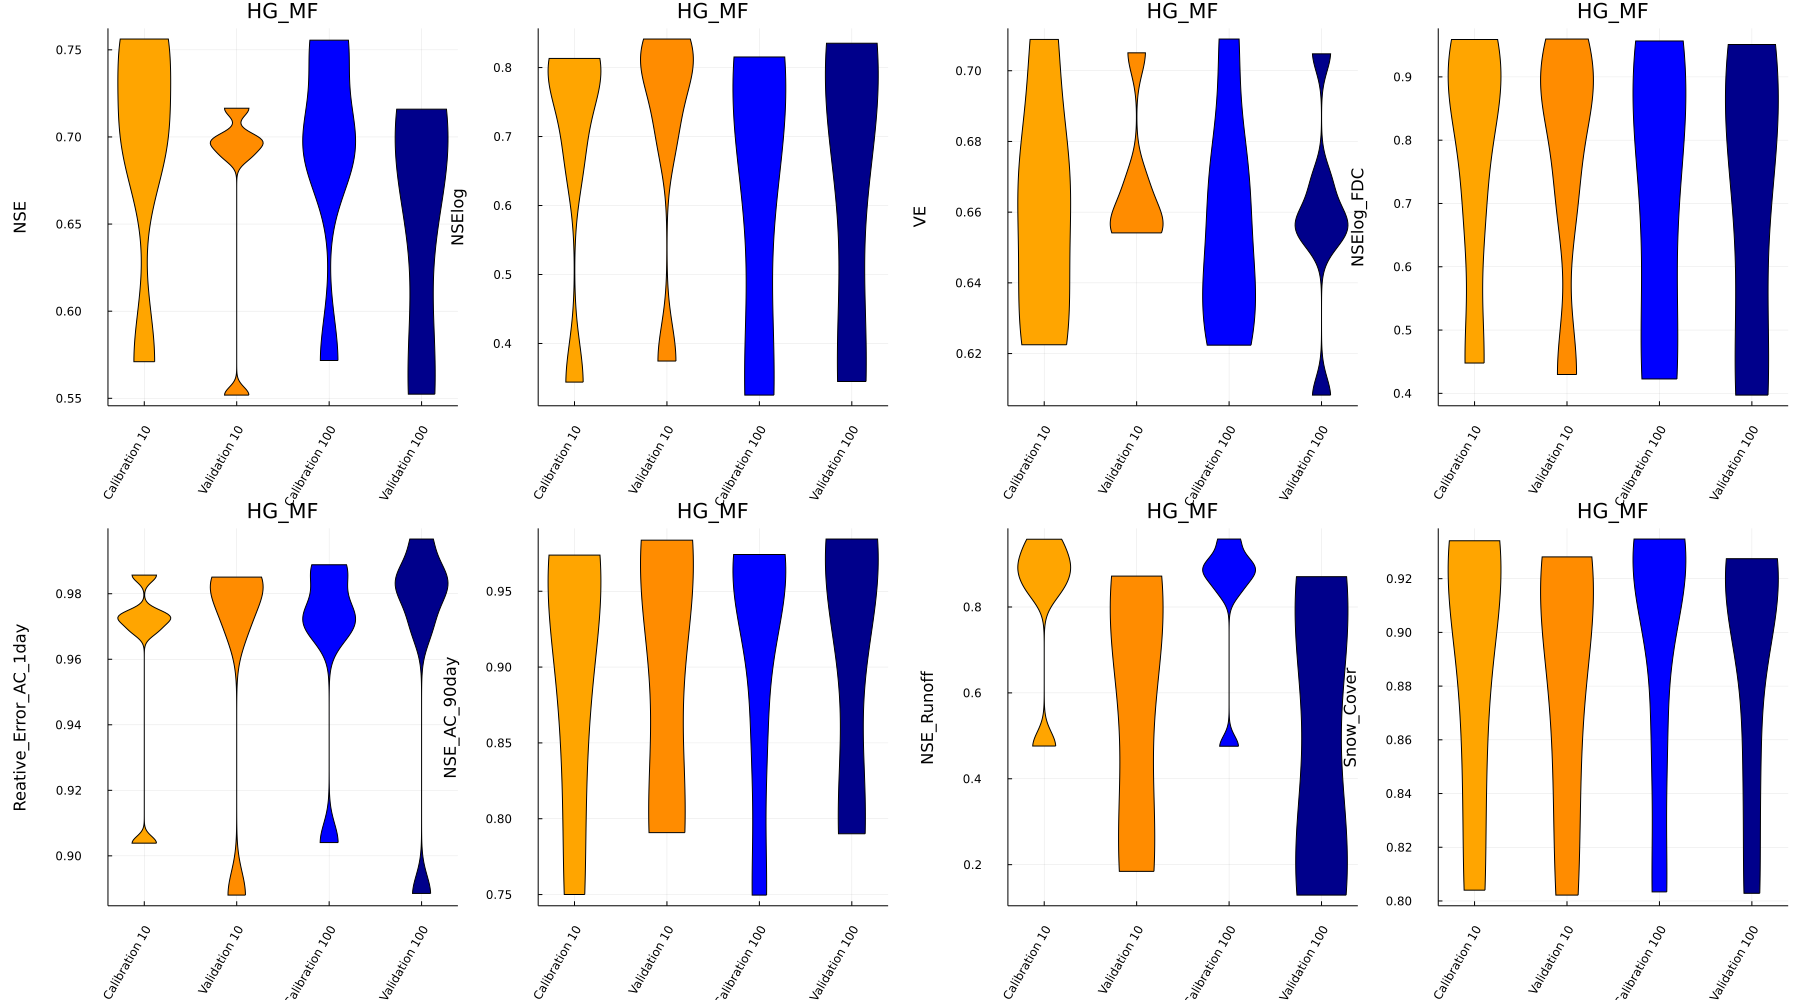 HG_MF
NSE
0.75
0.70
0.65
0.60
0.55
Calibration 10
Validation 10
Calibration 100
Validation 100
HG_MF
NSElog
0.8
0.7
0.6
0.5
0.4
Calibration 10
Validation 10
Calibration 100
Validation 100
HG_MF
VE
0.70
0.68
0.66
0.64
0.62
Calibration 10
Validation 10
Calibration 100
Validation 100
HG_MF
NSElog_FDC
0.9
0.8
0.7
0.6
0.5
0.4
Calibration 10
Validation 10
Calibration 100
Validation 100
HG_MF
Reative_Error_AC_1day
0.98
0.96
0.94
0.92
0.90
Calibration 10
Validation 10
Calibration 100
Validation 100
HG_MF
NSE_AC_90day
0.95
0.90
0.85
0.80
0.75
Calibration 10
Validation 10
Calibration 100
Validation 100
HG_MF
NSE_Runoff
0.8
0.6
0.4
0.2
Calibration 10
Validation 10
Calibration 100
Validation 100
HG_MF
Snow_Cover
0.92
0.90
0.88
0.86
0.84
0.82
0.80
Calibration 10
Validation 10
Calibration 100
Validation 100